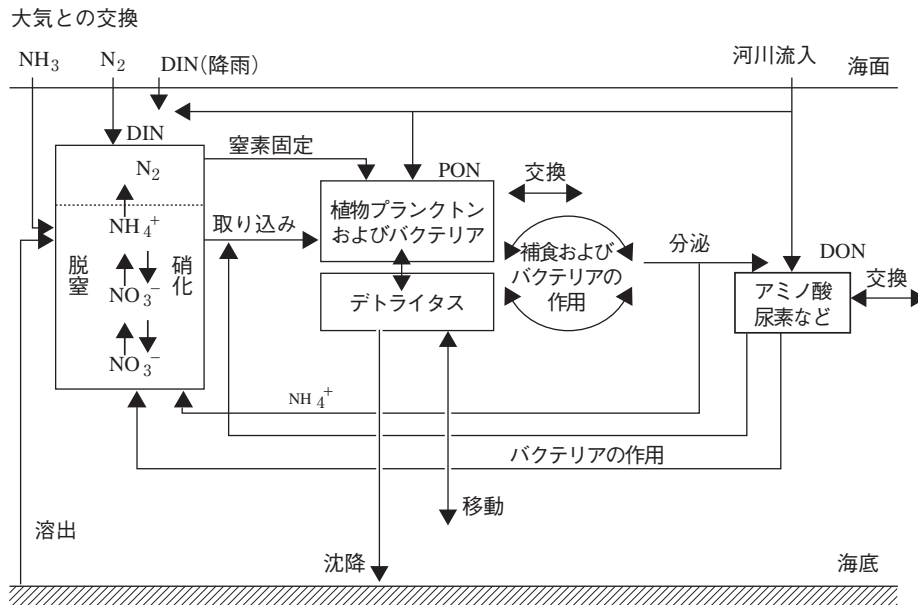 大気との交換
NH3 N2 DIN(降雨) 河川流入 海面
DIN 窒素固定
N2
PON 交換
植物プランクトン
およびバクテリア
NH4+ 取り込み
脱窒 硝化
NO3−
NO3−
デトライタス
補食および
バクテリアの
作用
分泌
DON
アミノ酸
尿素など
交換
NH4+
バクテリアの作用
移動
溶出
沈降 海底